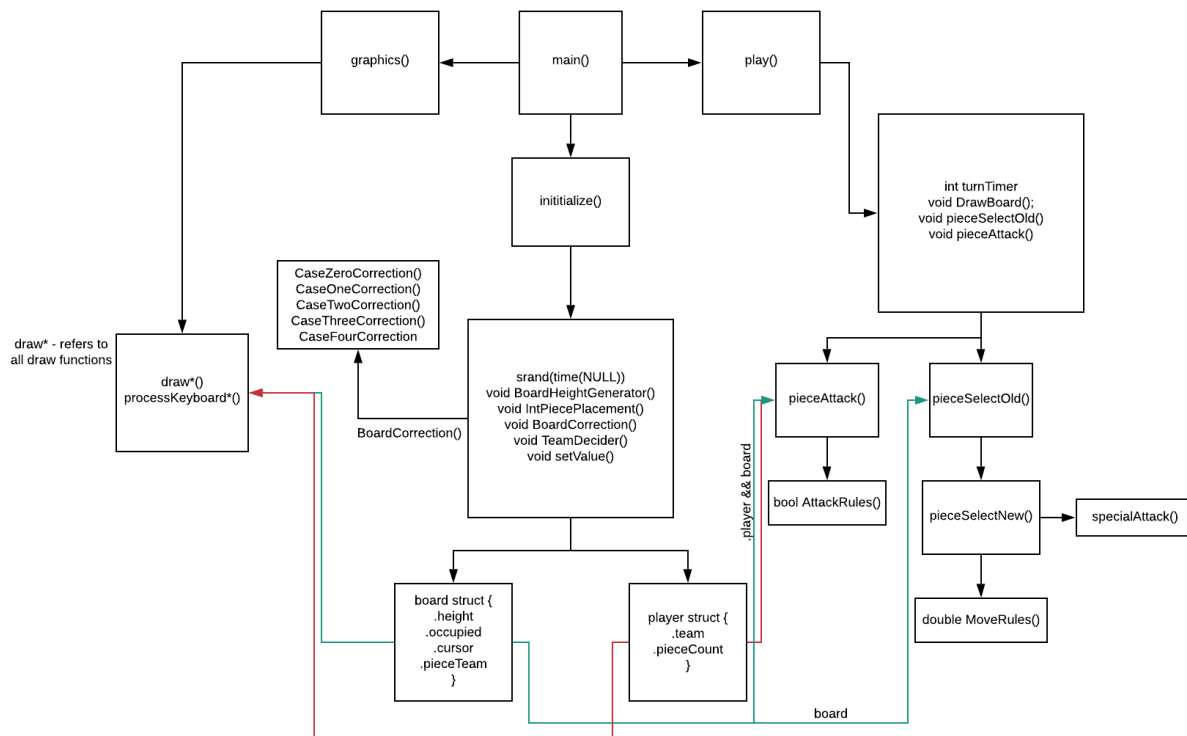 graphics()
main()
play()
int turnTimer
void DrawBoard();
void pieceSelectOld()
void pieceAttack()
inititialize()
CaseZeroCorrection()
CaseOneCorrection()
CaseTwoCorrection()
CaseThreeCorrection()
CaseFourCorrection
draw* - refers to
all draw functions
draw*()
processKeyboard*()
BoardCorrection()
srand(time(NULL))
void BoardHeightGenerator()
void IntPiecePlacement()
void BoardCorrection()
void TeamDecider()
void setValue()
pieceAttack()
pieceSelectOld()
.player && board
bool AttackRules()
pieceSelectNew()
specialAttack()
board struct {
.height
.occupied
.cursor
.pieceTeam
}
player struct {
.team
.pieceCount
}
double MoveRules()
board